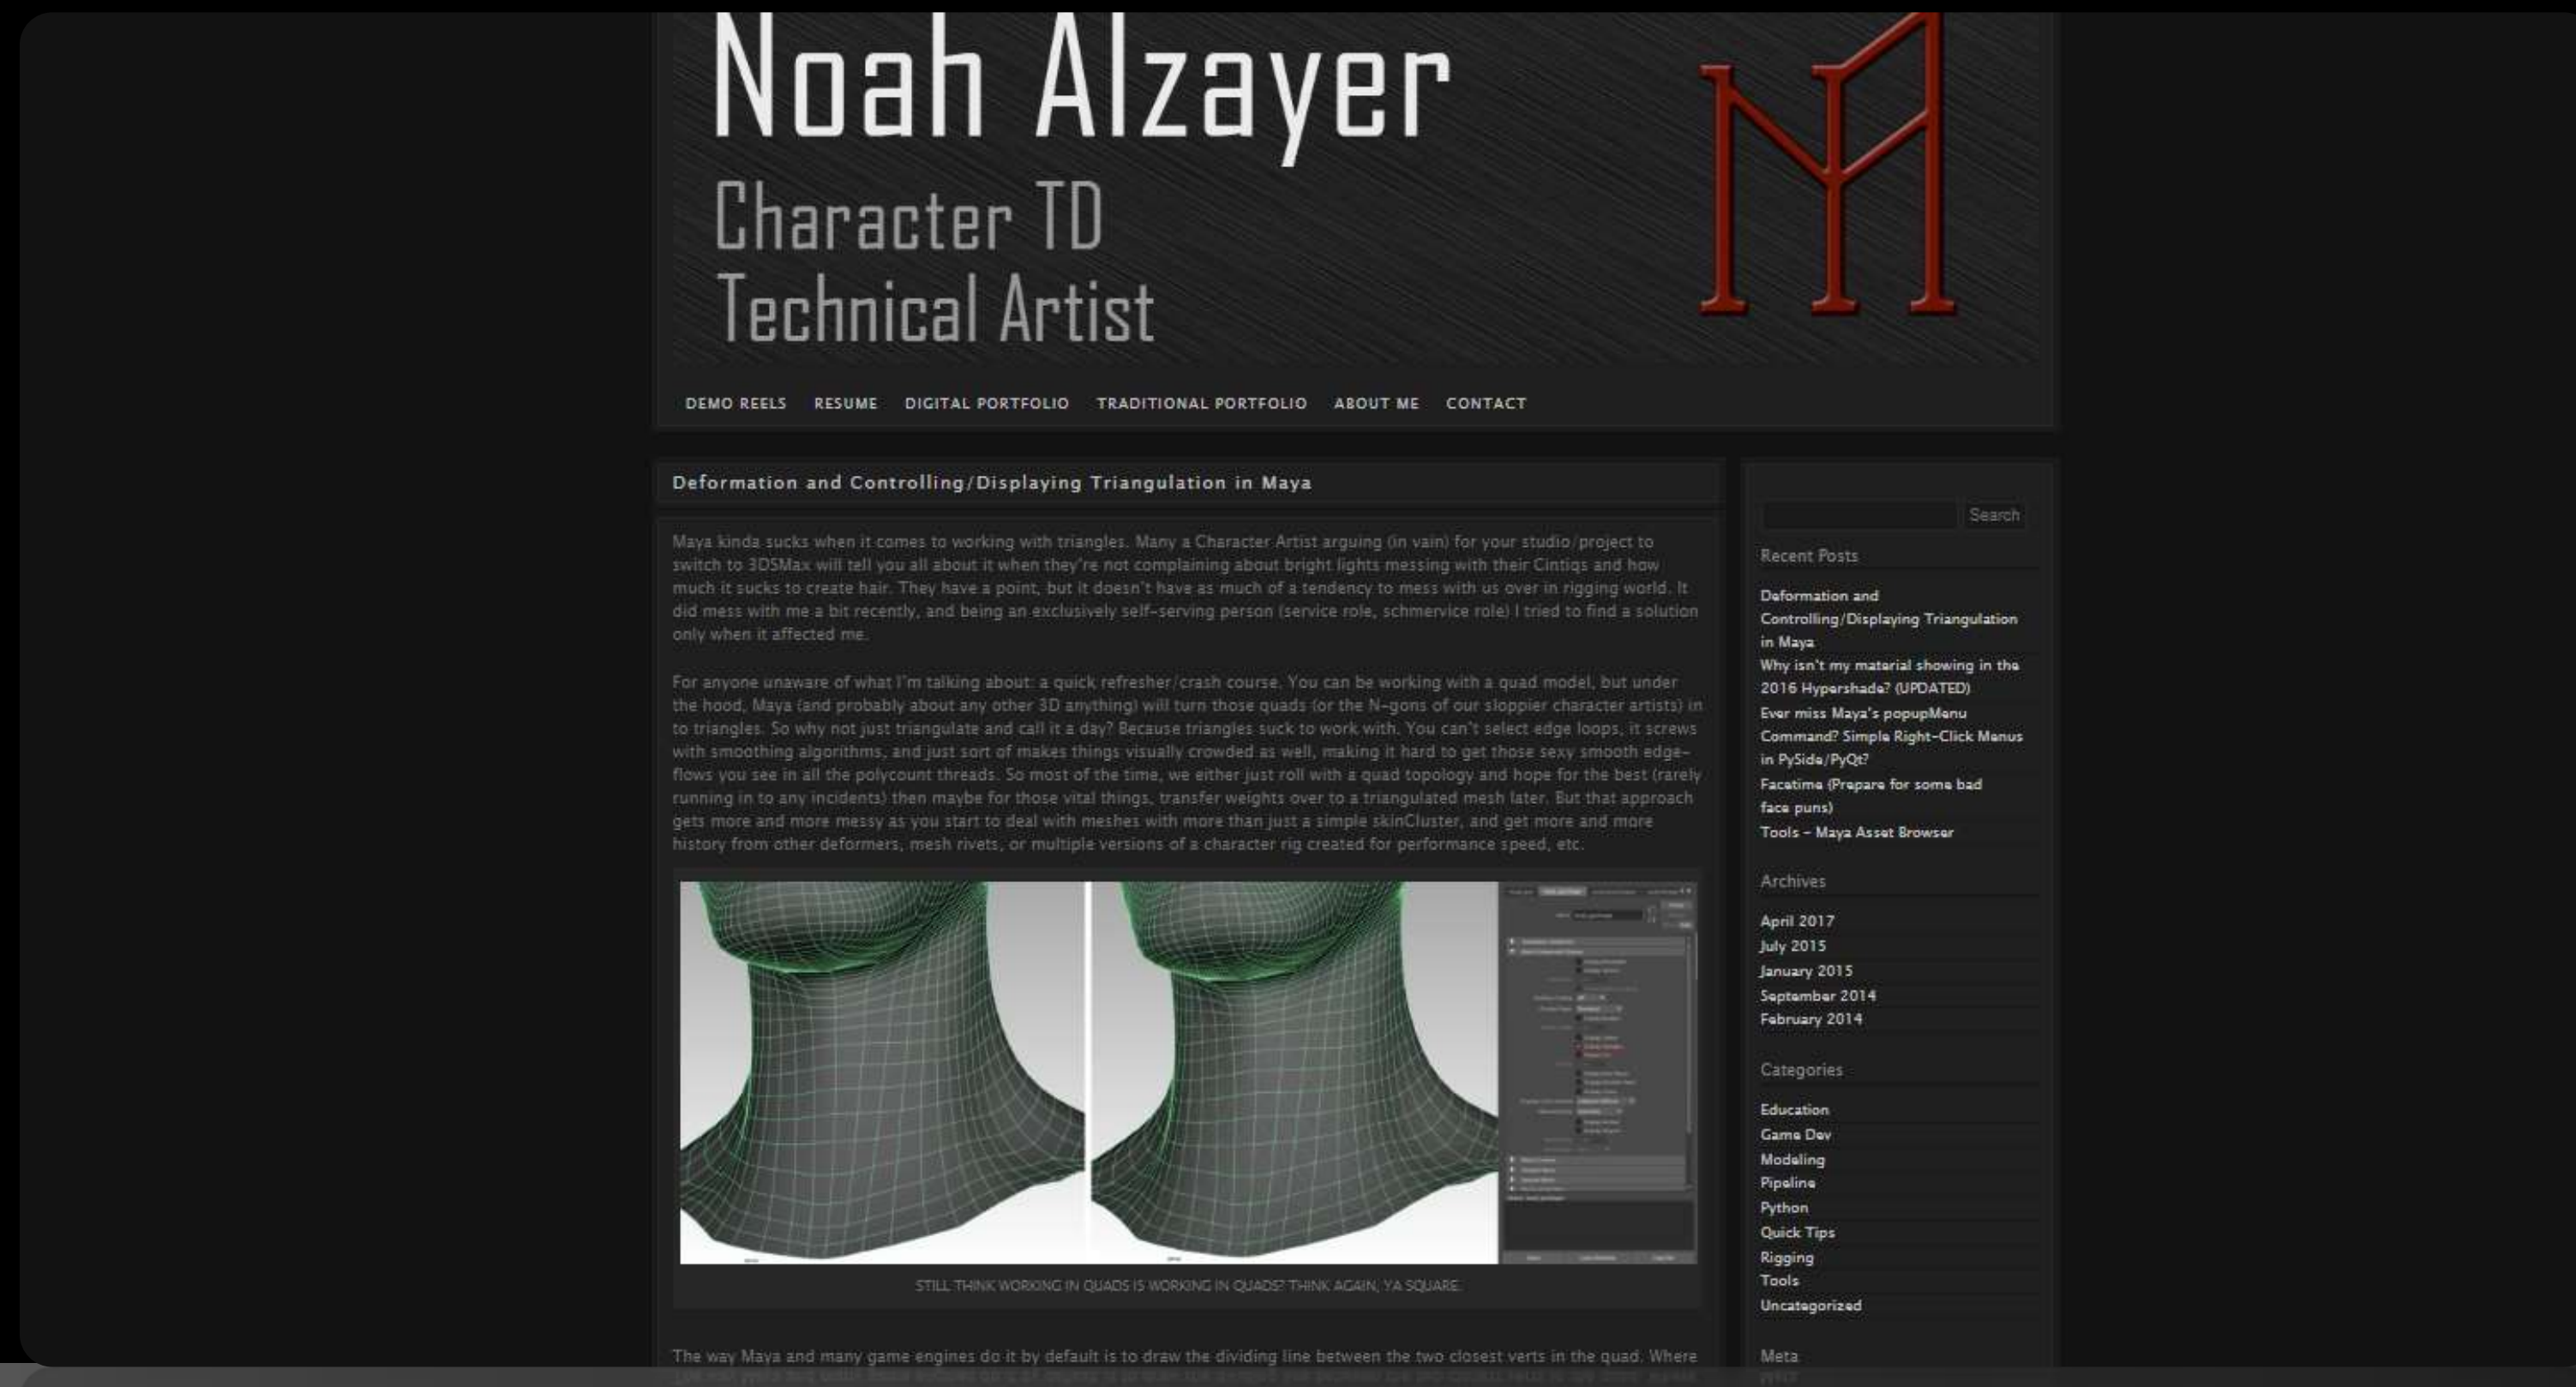 Noah Alzayer
Character TD
Technical Artist
DEMO REELS RESUME DIGITAL PORTFOLIO TRADITIONAL PORTFOLIO ABOUT ME CONTACT
Deformation and Controlling/Displaying Triangulation in Maya
Maya kinda sucks when it comes to working with triangles. Many a Character Artist arguing (in vain) for your studio/project to
switch to 3DSMax will tell you all about it when they're not complaining about bright lights messing with their Cintiqs and how
much it sucks to create hair. They have a point, but it doesn't have as much of a tendency to mess with us over in rigging world. It
did mess with me a bit recently, and being an exclusively self-serving person (service role, schmervice role) I tried to find a solution
only when it affected me.
For anyone unaware of what I'm talking about: a quick refresher/crash course. You can be working with a quad model, but under
the hood, Maya (and probably about any other 3D anything) will turn those quads (or the N-gons of our sloppier character artists) in
to triangles. So why not just triangulate and call it a day? Because triangles suck to work with. You can't select edge loops, it screws
with smoothing algorithms, and just sort of makes things visually crowded as well, making it hard to get those sexy smooth edge-
flows you see in all the polycount threads. So most of the time, we either just roll with a quad topology and hope for the best (rarely
running in to any incidents) then maybe for those vital things, transfer weights over to a triangulated mesh later. But that approach
gets more and more messy as you start to deal with meshes with more than just a simple skinCluster, and get more and more
history from other deformers, mesh rivets, or multiple versions of a character rig created for performance speed, etc.
STILL THINK WORKING IN QUADS IS WORKING IN QUADS? THINK AGAIN, YA SQUARE.
The way Maya and many game engines do it by default is to draw the dividing line between the two closest verts in the quad. Where
Search
Recent Posts
Deformation and
Controlling/Displaying Triangulation
in Maya
Why isn't my material showing in the
2016 Hypershade? (UPDATED)
Ever miss Maya's popupMenu
Command? Simple Right-Click Menus
in PySide/PyQt?
Facetime (Prepare for some bad
face puns)
Tools - Maya Asset Browser
Archives
April 2017
July 2015
January 2015
September 2014
February 2014
Categories
Education
Game Dev
Modeling
Pipeline
Python
Quick Tips
Rigging
Tools
Uncategorized
Meta